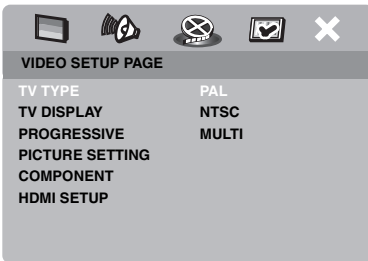 VIDEO SETUP PAGE
TV TYPE PAL
TV DISPLAY NTSC
PROGRESSIVE MULTI
PICTURE SETTING
COMPONENT
HDMI SETUP